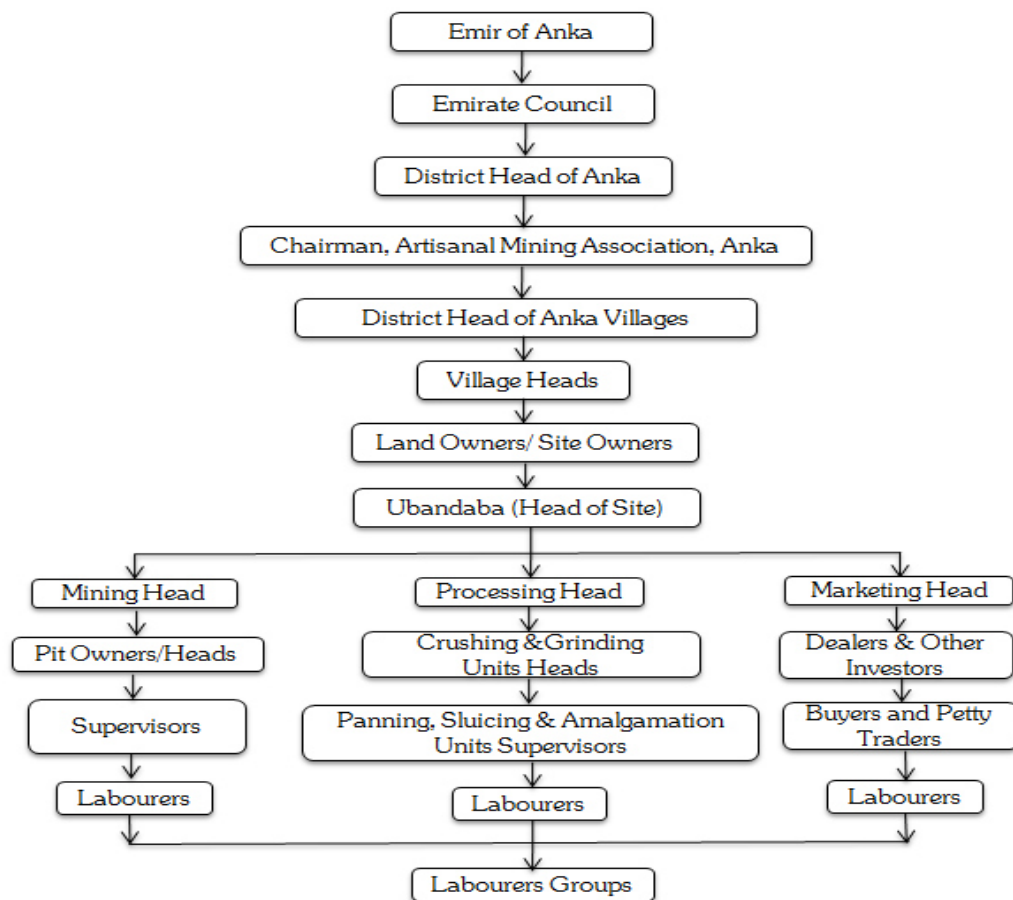 Emir of Anka
Emirate Council
District Head of Anka
Chairman, Artisanal Mining Association, Anka
District Head of Anka Villages
Village Heads
Land Owners/ Site Owners
Ubandaba (Head of Site)
Mining Head
Processing Head
Marketing Head
Pit Owners/Heads
Crushing &Grinding
Units Heads
Dealers & Other
Investors
Supervisors
Panning, Sluicing & Amalgamation
Units Supervisors
Buyers and Petty
Traders
Labourers
Labourers
Labourers
Labourers Groups